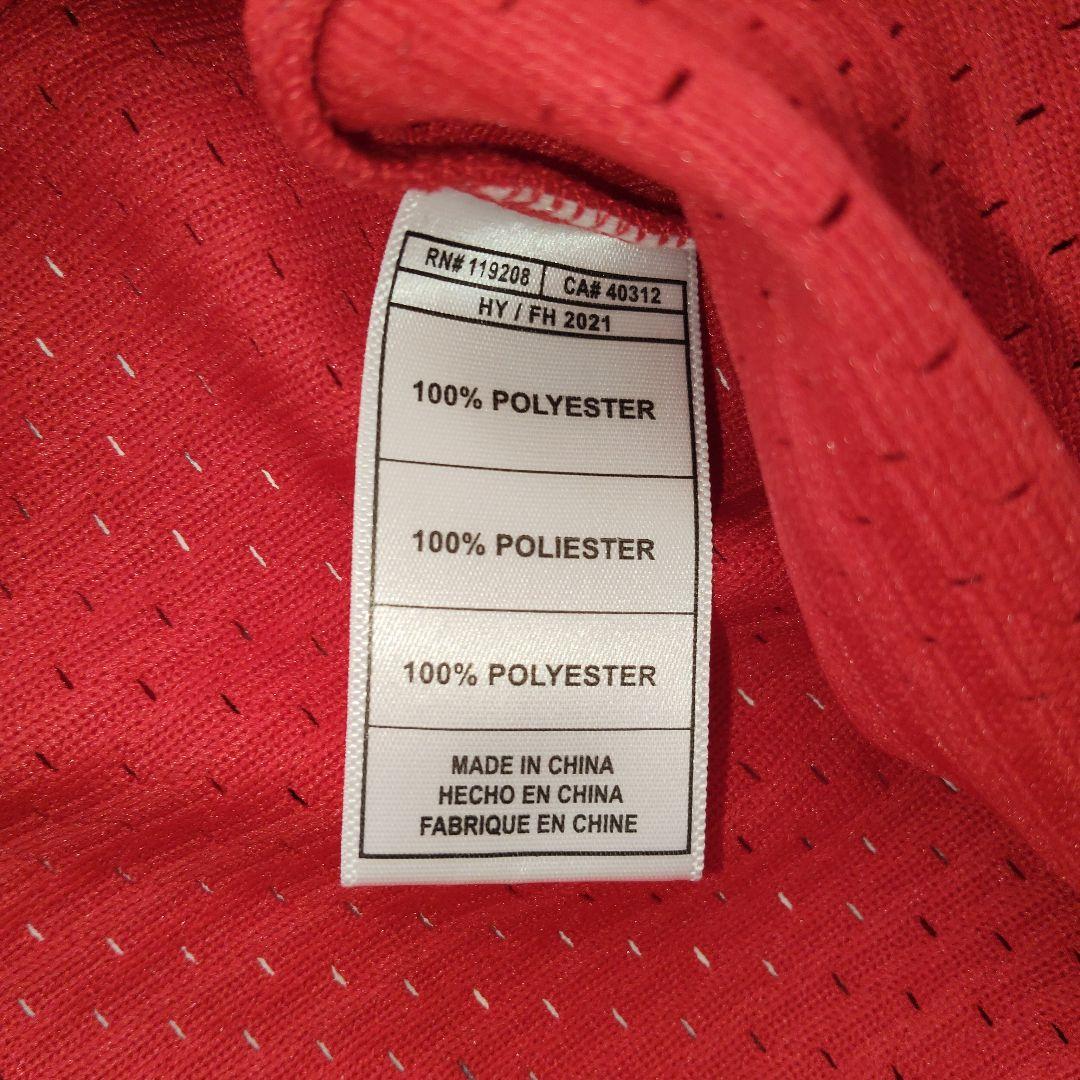 RN# 119208 CA# 40312
HY / FH 2021
100% POLYESTER
100% POLIESTER
100% POLYESTER
MADE IN CHINA
HECHO EN CHINA
FABRIQUE EN CHINE